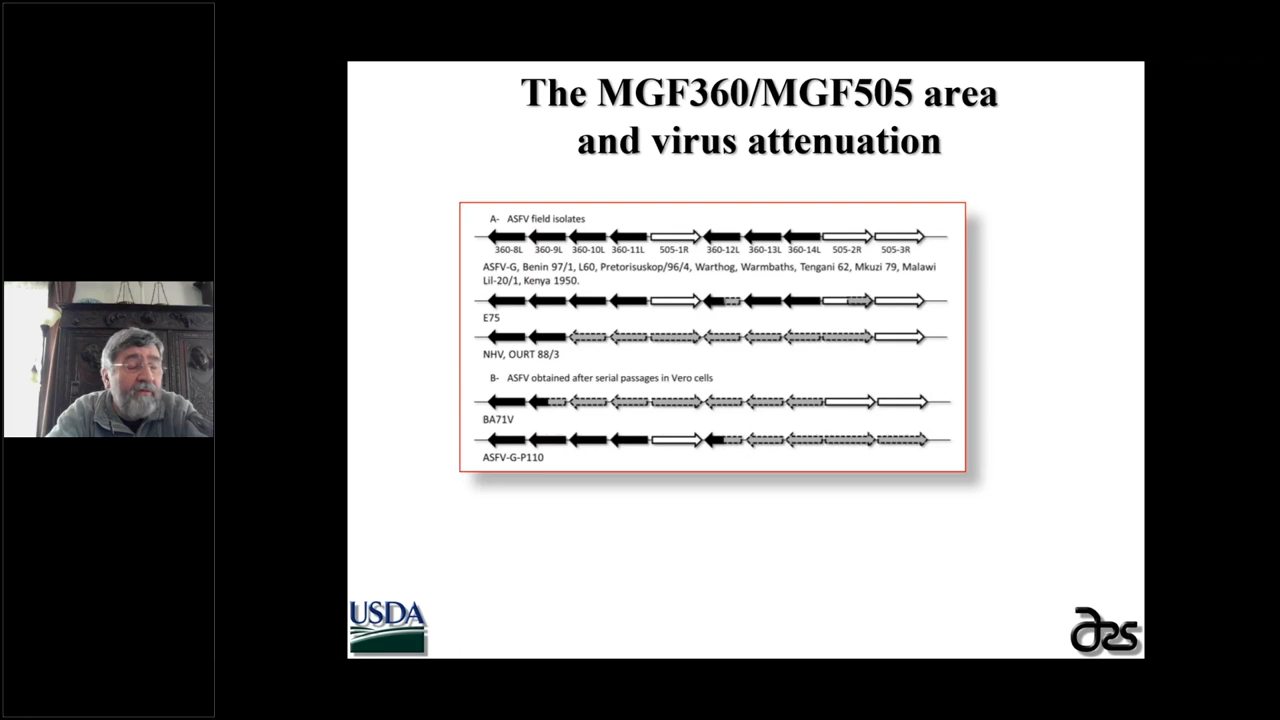 The MGF360/MGF505 area
and virus attenuation
A- ASFV field isolates
360-8L 360-9L 360-10L 360-11L 505-1R 360-12L 360-13L 360-14L 505-2R 505-3R
ASFV-G, Benin 97/1, L60, Pretorisuskop/96/4, Warthog, Warmbaths, Tengani 62, Mkuzi 79, Malawi
Lil-20/1, Kenya 1950.
E75
NHV, OURT 88/3
B- ASFV obtained after serial passages in Vero cells
BA71V
ASFV-G-P110
USDA
ars